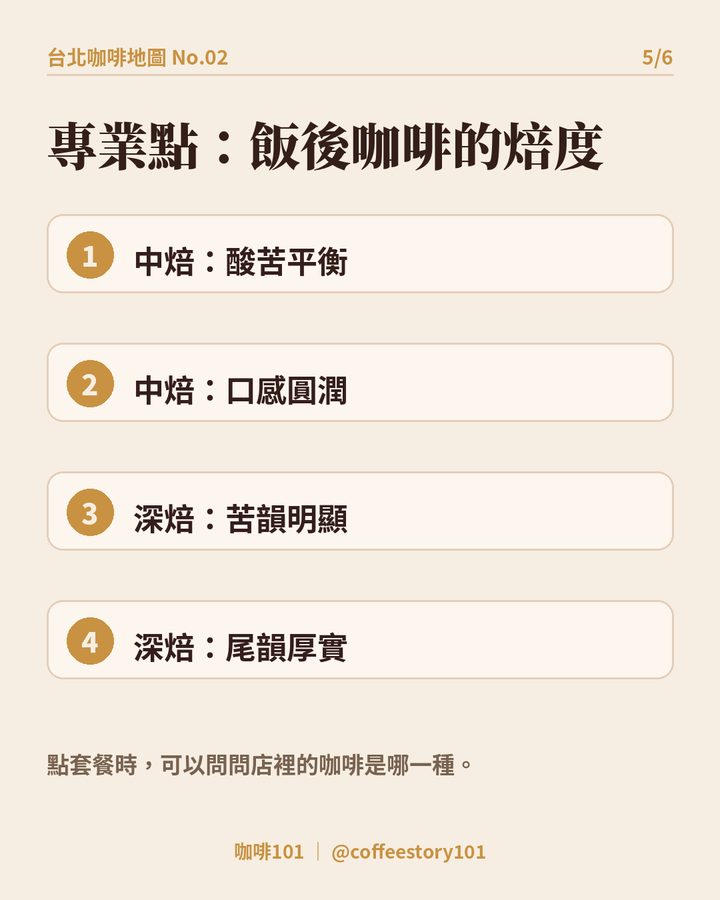 台北咖啡地圖 No.02
5/6
專業點：飯後咖啡的焙度
1 中焙：酸苦平衡
2 中焙：口感圓潤
3 深焙：苦韻明顯
4 深焙：尾韻厚實
點套餐時，可以問問店裡的咖啡是哪一種。
咖啡101｜@coffeestory101